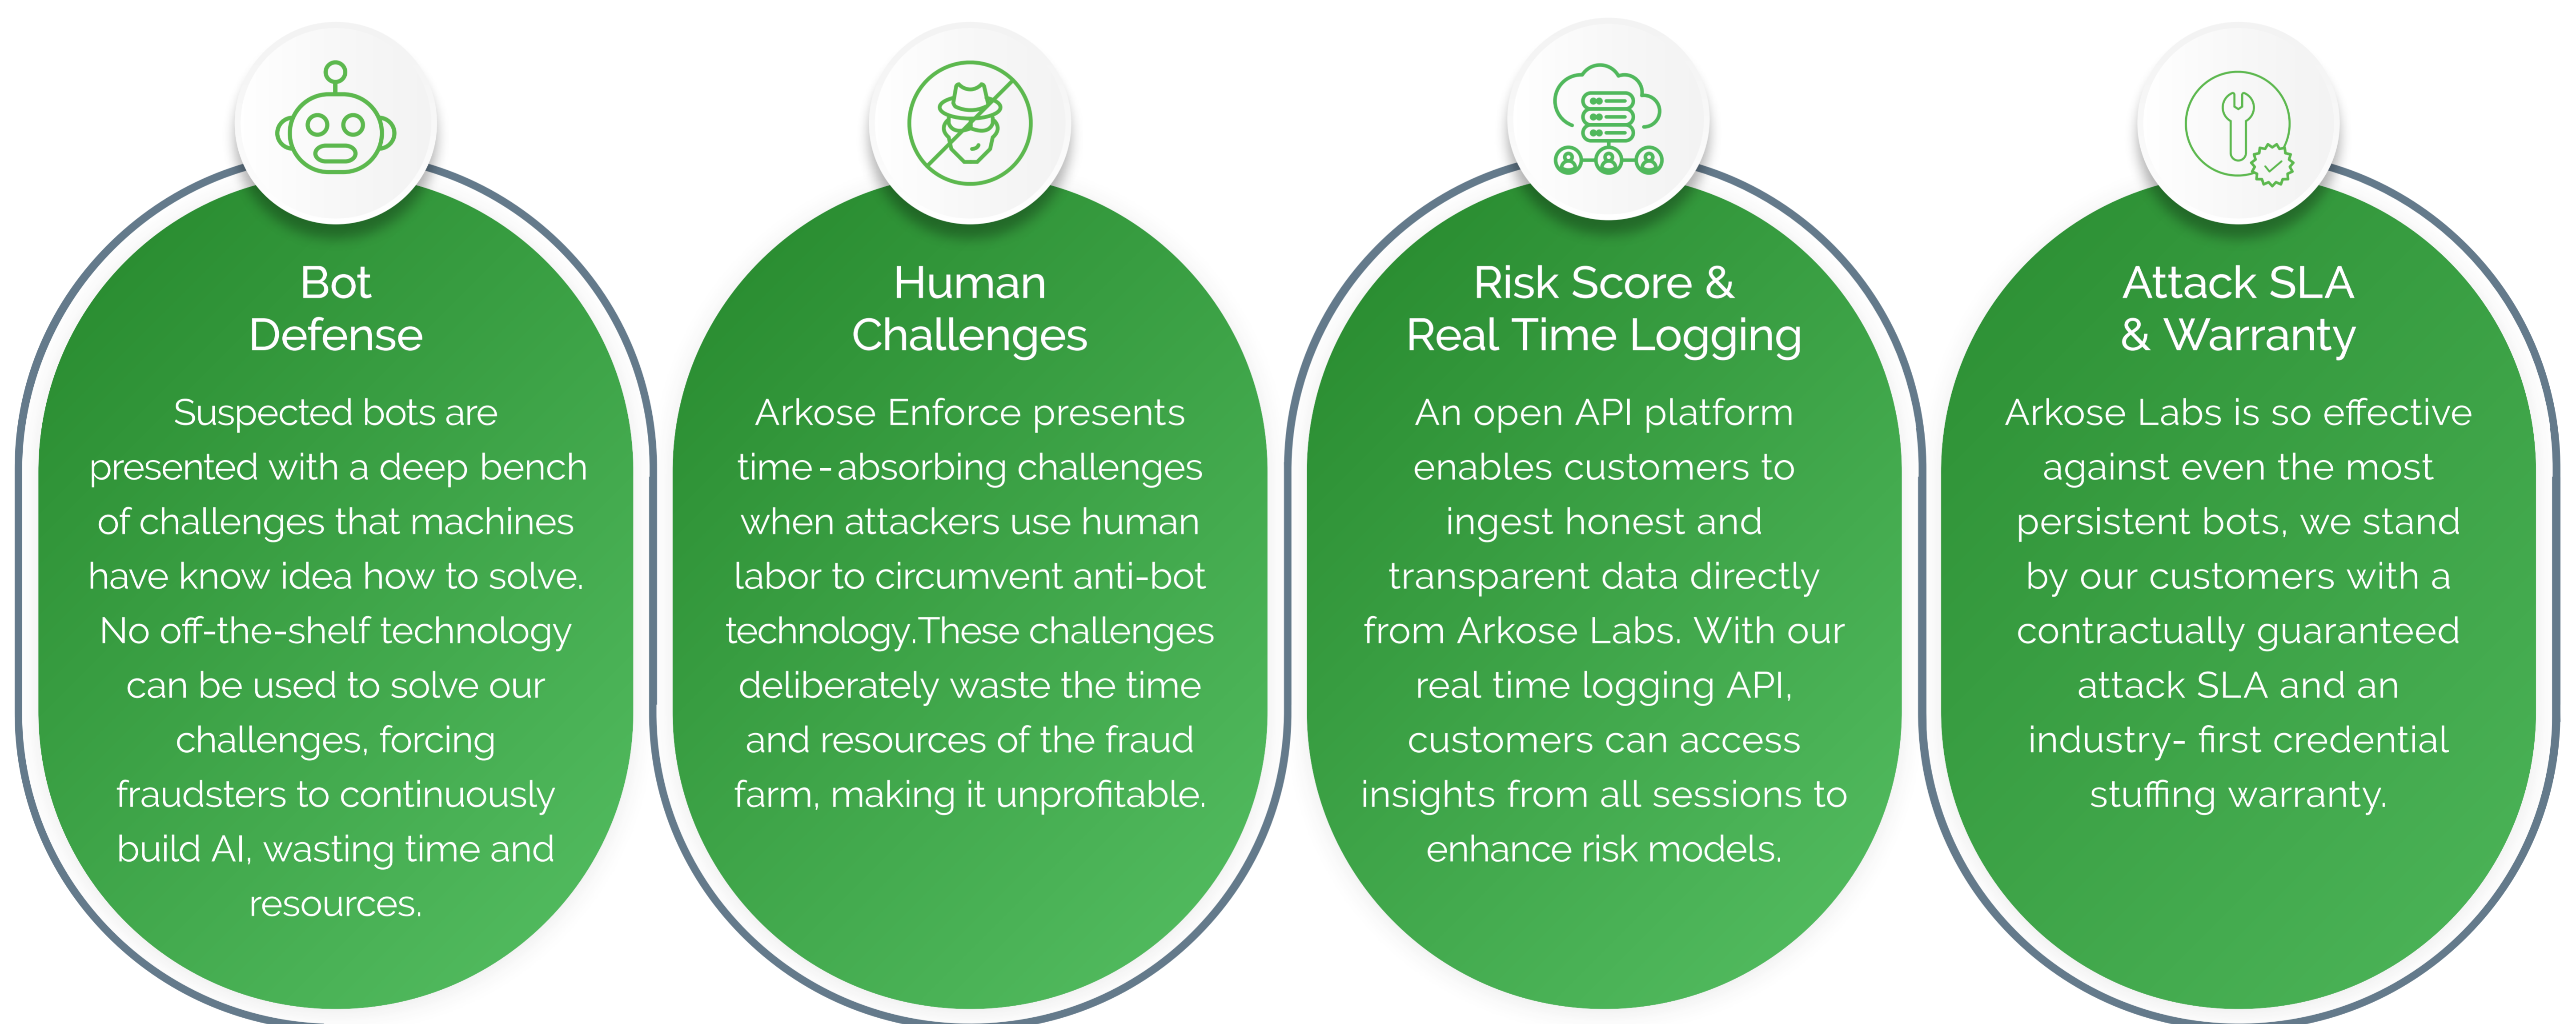 Bot
Defense
Suspected bots are
presented with a deep bench
of challenges that machines
have know idea how to solve.
No off-the-shelf technology
can be used to solve our
challenges, forcing
fraudsters to continuously
build AI, wasting time and
resources.
Human
Challenges
Arkose Enforce presents
time-absorbing challenges
when attackers use human
labor to circumvent anti-bot
technology.These challenges
deliberately waste the time
and resources of the fraud
farm, making it unprofitable.
Risk Score &
Real Time Logging
An open API platform
enables customers to
ingest honest and
transparent data directly
from Arkose Labs. With our
real time logging API,
customers can access
insights from all sessions to
enhance risk models.
Attack SLA
& Warranty
Arkose Labs is so effective
against even the most
persistent bots, we stand
by our customers with a
contractually guaranteed
attack SLA and an
industry- first credential
stuffing warranty.